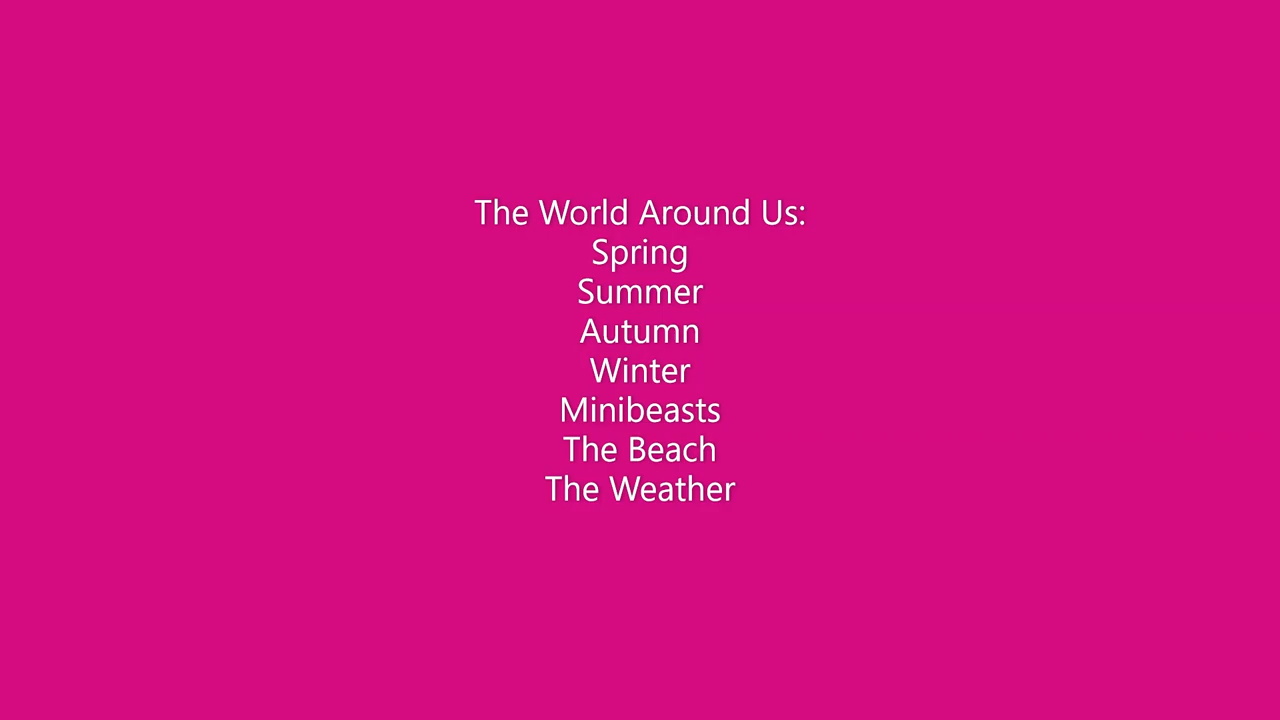 The World Around Us:
Spring
Summer
Autumn
Winter
Minibeasts
The Beach
The Weather